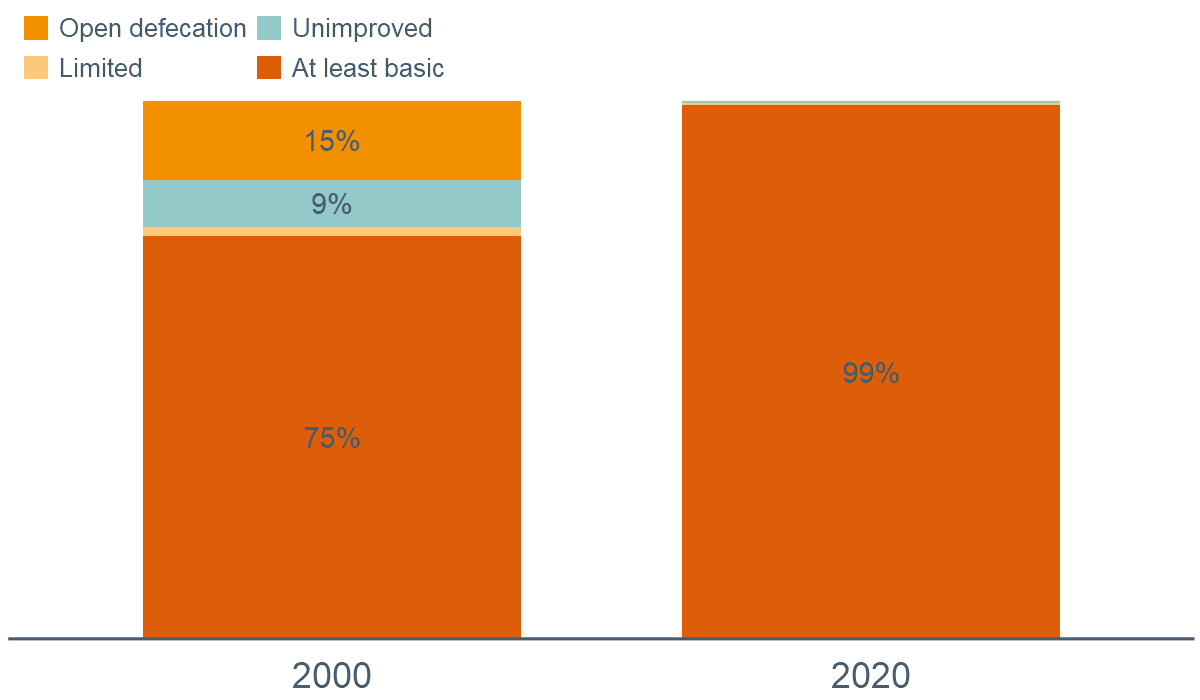 Open defecation Unimproved
Limited At least basic
15%
9%
75%
99%
2000 2020